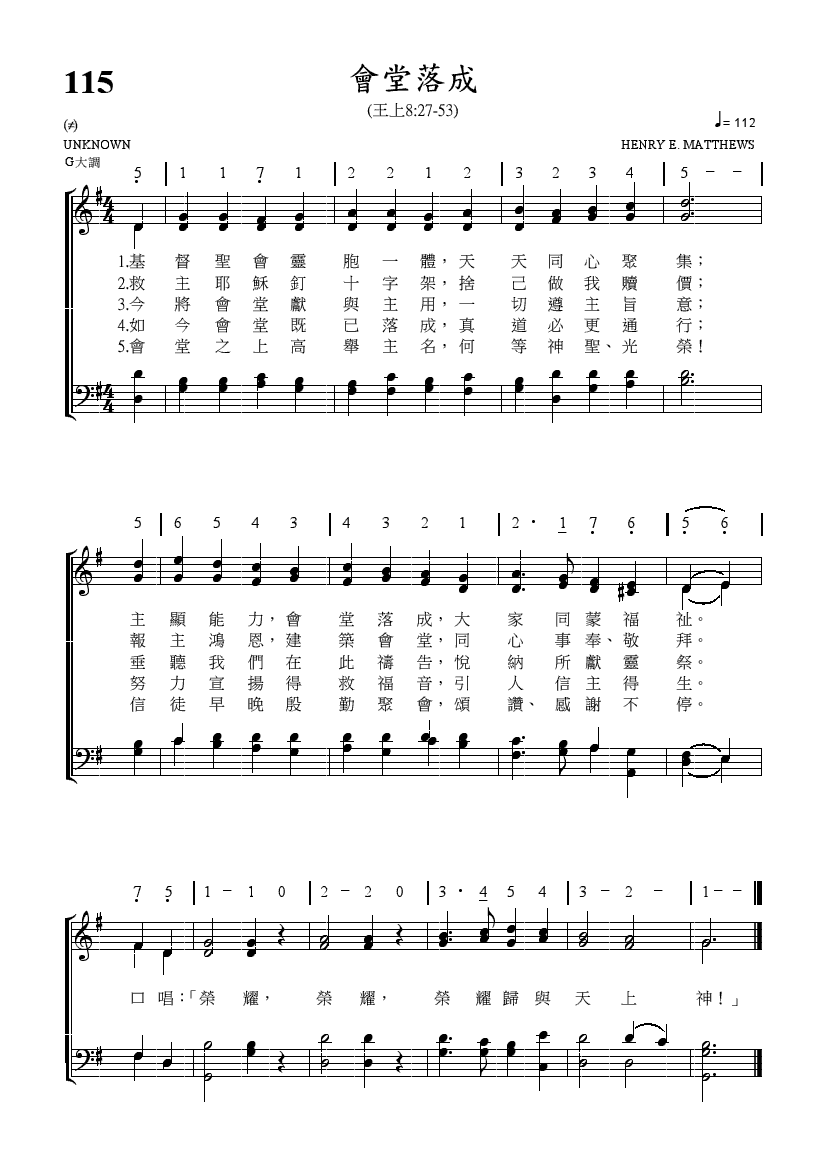 115
會堂落成
(王上8:27-53)
(≠)
♩= 112
UNKNOWN
HENRY E. MATTHEWS
G大調
5 | 1 1 7 1 | 2 2 1 2 | 3 2 3 4 | 5 – – |
4 4
1.基 督 聖 會 靈 胞 一 體，天 天 同 心 聚 集；
2.救 主 耶 穌 釘 十 字 架，捨 己 做 我 贖 價；
3.今 將 會 堂 獻 與 主 用，一 切 遵 主 旨 意；
4.如 今 會 堂 既 已 落 成，真 道 必 更 通 行；
5.會 堂 之 上 高 舉 主 名，何 等 神 聖、光 榮！
4 4
5 | 6 5 4 3 | 4 3 2 1 | 2 · 1 7 6 | 5 6 |
主 顯 能 力，會 堂 落 成，大 家 同 蒙 福 祉。
報 主 鴻 恩，建 築 會 堂，同 心 事 奉、敬 拜。
垂 聽 我 們 在 此 禱 告，悅 納 所 獻 靈 祭。
努 力 宣 揚 得 救 福 音，引 人 信 主 得 生。
信 徒 早 晚 殷 勤 聚 會，頌 讚、感 謝 不 停。
7 5 | 1 – 1 0 | 2 – 2 0 | 3 · 4 5 4 | 3 – 2 – | 1 – –
口 唱：「榮 耀， 榮 耀， 榮 耀 歸 與 天 上 神！」